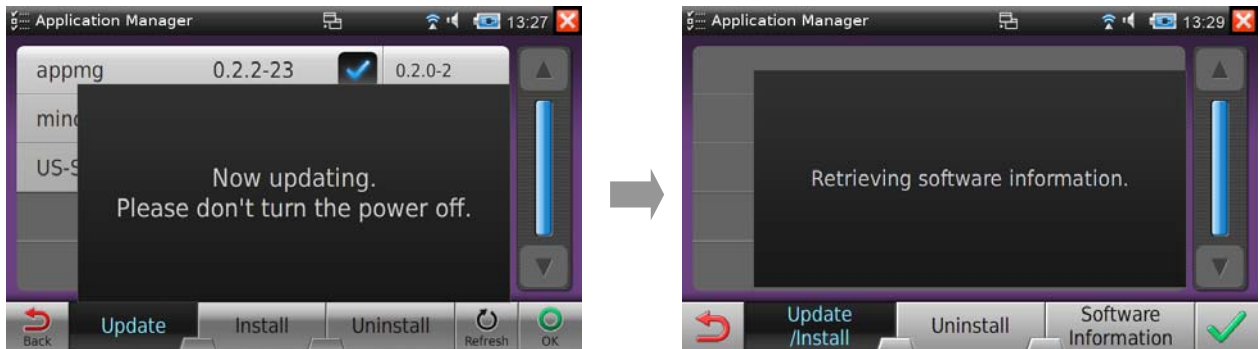 Application Manager 13:27
appmg 0.2.2-23 0.2.0-2
US-S
Now updating.
Please don't turn the power off.
Back Update Install Uninstall Refresh OK
Application Manager 13:29
Retrieving software information.
Update
/Install
Uninstall
Software
Information